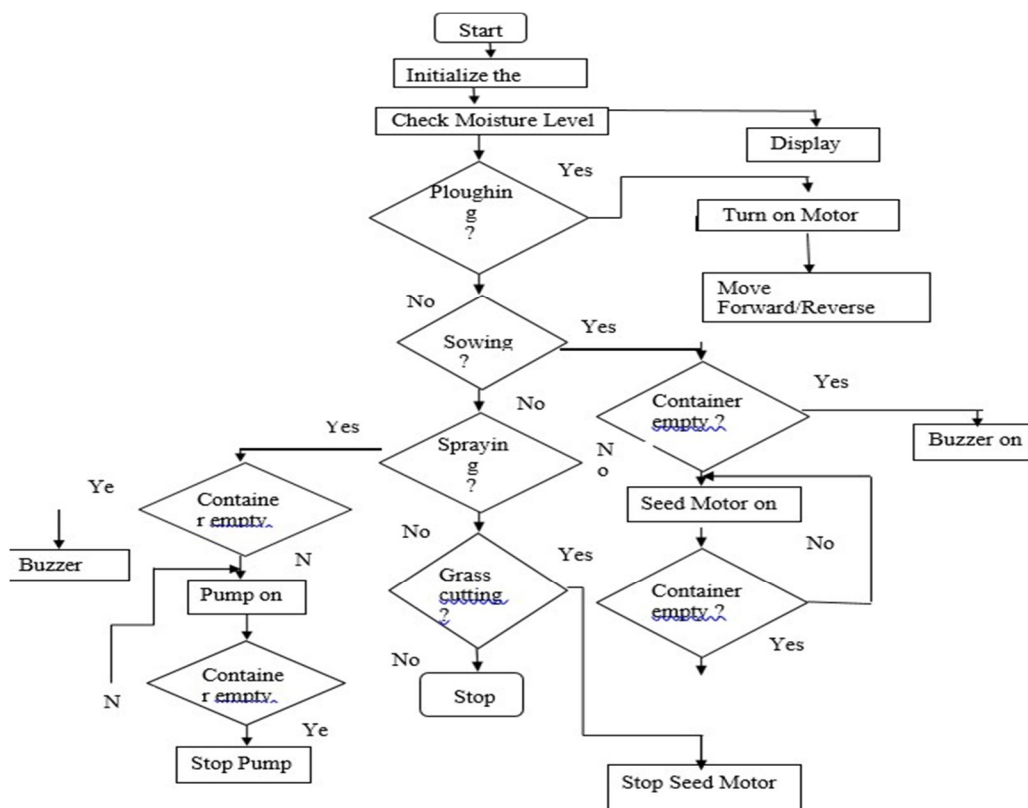 Start
Initialize the
Check Moisture Level
Display
Yes
Ploughin
g
?
Turn on Motor
Move
Forward/Reverse
No
Sowing
?
Yes
Container
empty ?
Yes
Buzzer on
No
Yes
Sprayin
g
?
N
o
Seed Motor on
Ye
Containe
r empty.
Buzzer
N
Pump on
No
Grass
cutting
?
Yes
No
Container
empty ?
Yes
N
Containe
r empty.
Ye
Stop Pump
No
Stop
Stop Seed Motor